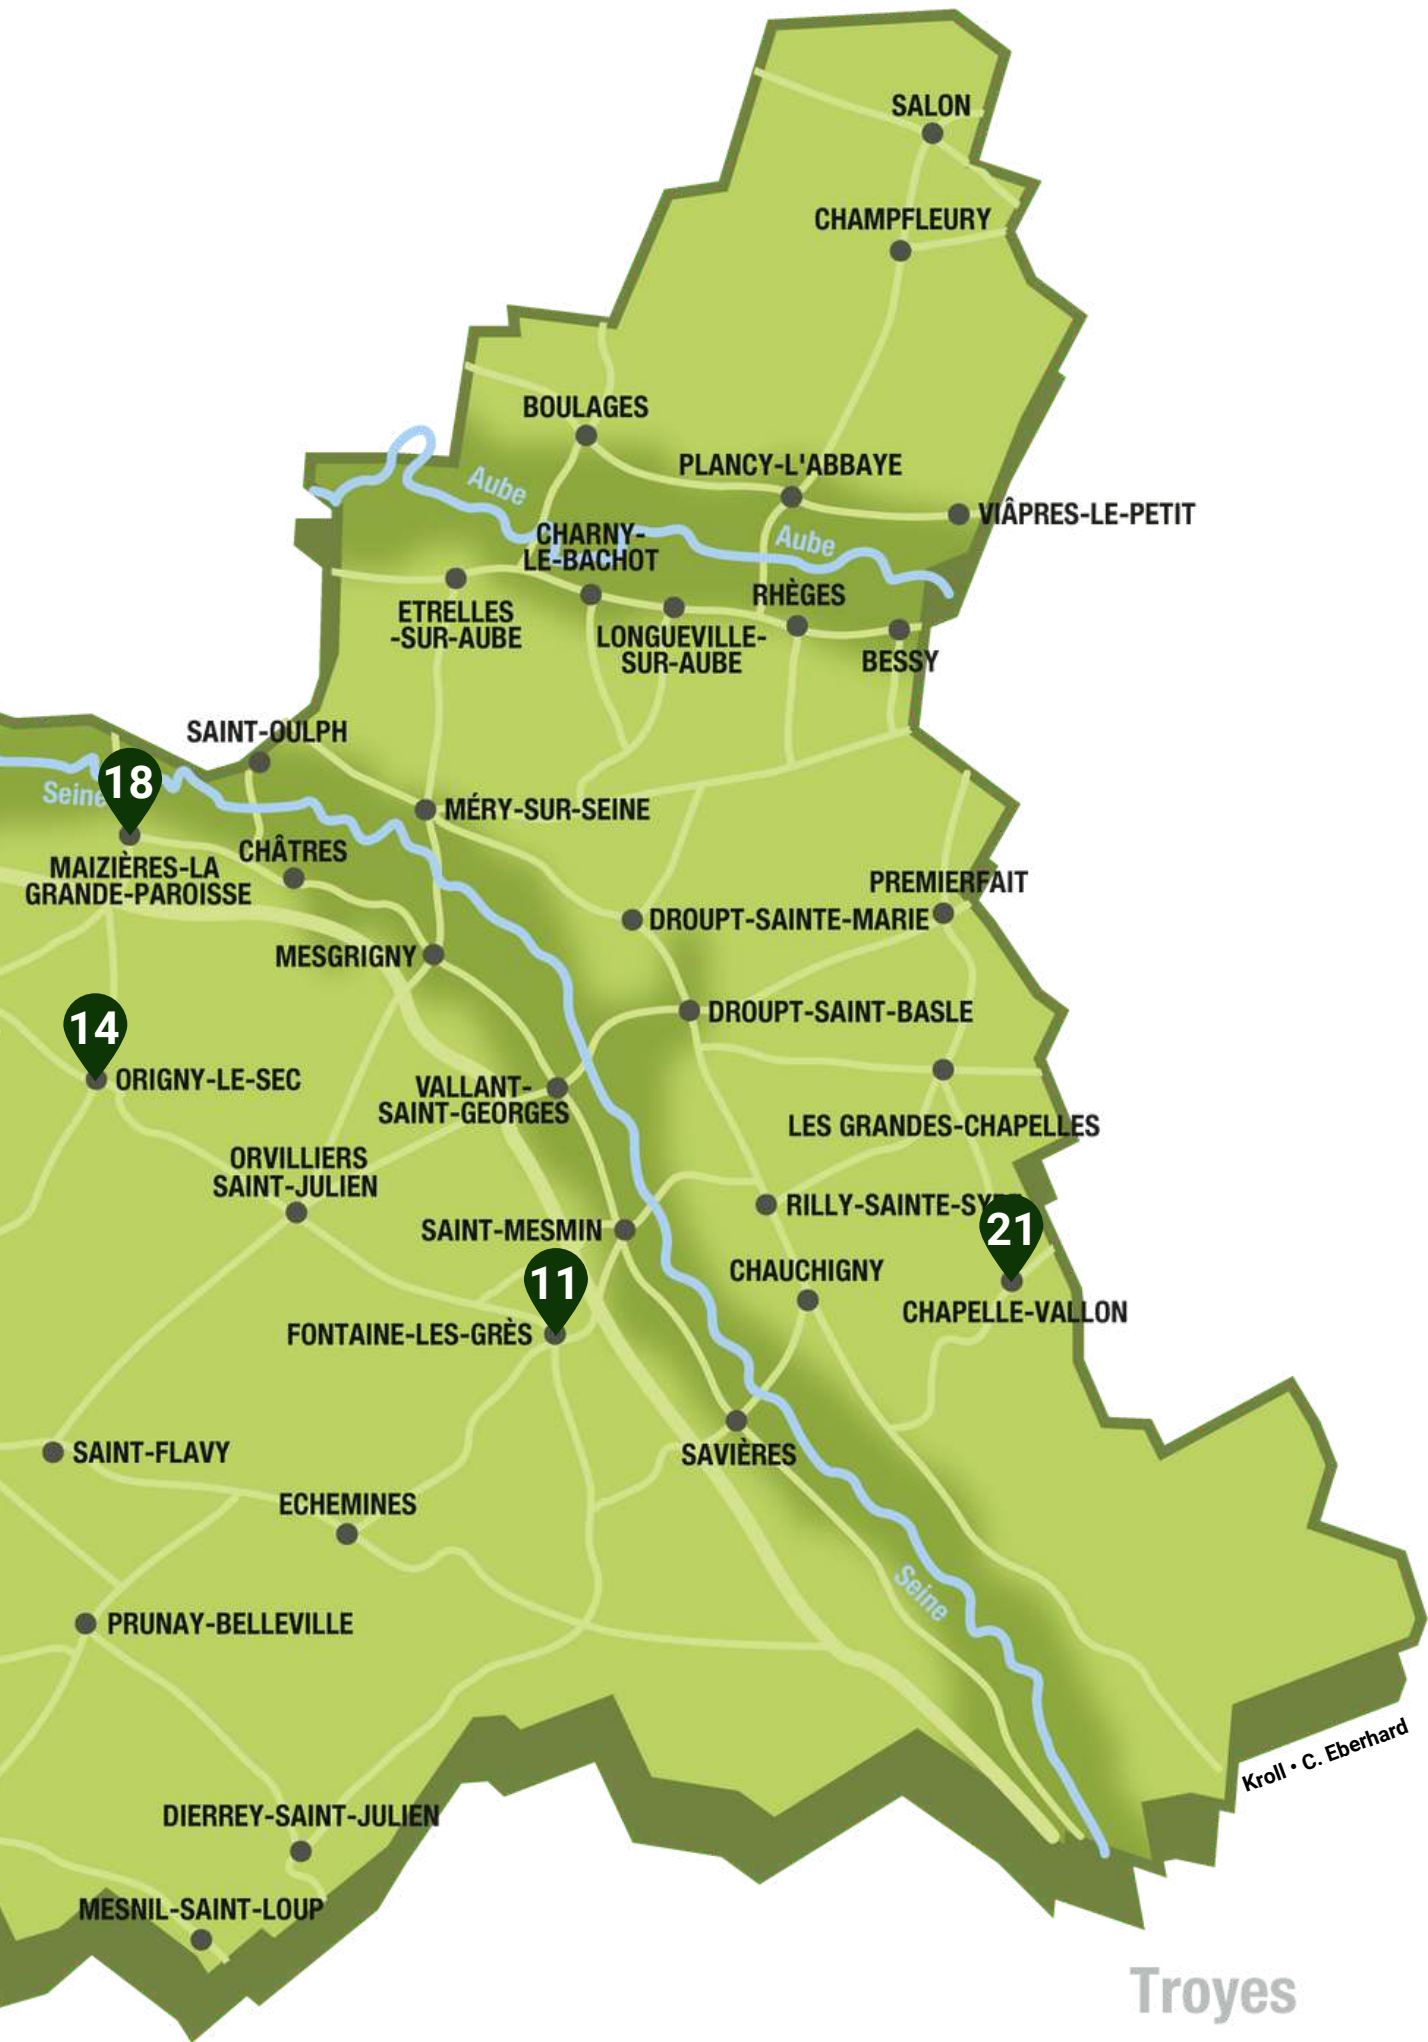 SALON
CHAMPFLEURY
BOULAGES
PLANCY-L'ABBAYE
Aube
VIÂPRES-LE-PETIT
CHARNY-
LE-BACHOT
Aube
RHÈGES
ETRELLES
-SUR-AUBE
LONGUEVILLE-
SUR-AUBE
BESSY
SAINT-OULPH
18
Seine
MÉRY-SUR-SEINE
CHÂTRES
MAIZIÈRES-LA
GRANDE-PAROISSE
PREMIERFAIT
DROUPT-SAINTE-MARIE
MESGRIGNY
DROUPT-SAINT-BASLE
14
ORIGNY-LE-SEC
VALLANT-
SAINT-GEORGES
LES GRANDES-CHAPELLES
ORVILLIERS
SAINT-JULIEN
RILLY-SAINTE-SY
21
SAINT-MESMIN
11
CHAUCHIGNY
CHAPELLE-VALLON
FONTAINE-LES-GRÈS
SAINT-FLAVY
SAVIÈRES
ECHEMINES
Seine
PRUNAY-BELLEVILLE
Kroll • C. Eberhard
DIERREY-SAINT-JULIEN
MESNIL-SAINT-LOUP
Troyes